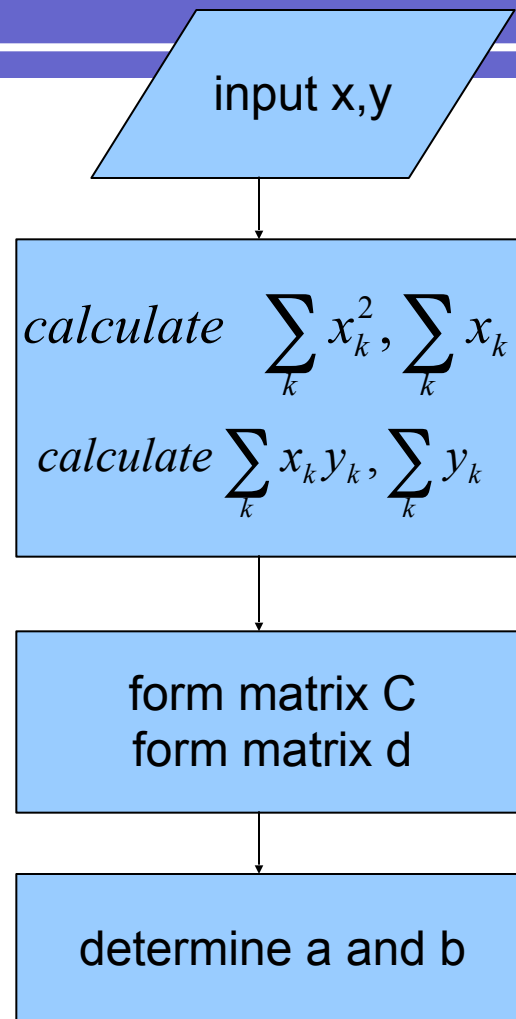 input x,y
calculate ∑ₖ xₖ², ∑ₖ xₖ
calculate ∑ₖ xₖyₖ, ∑ₖ yₖ
form matrix C
form matrix d
determine a and b